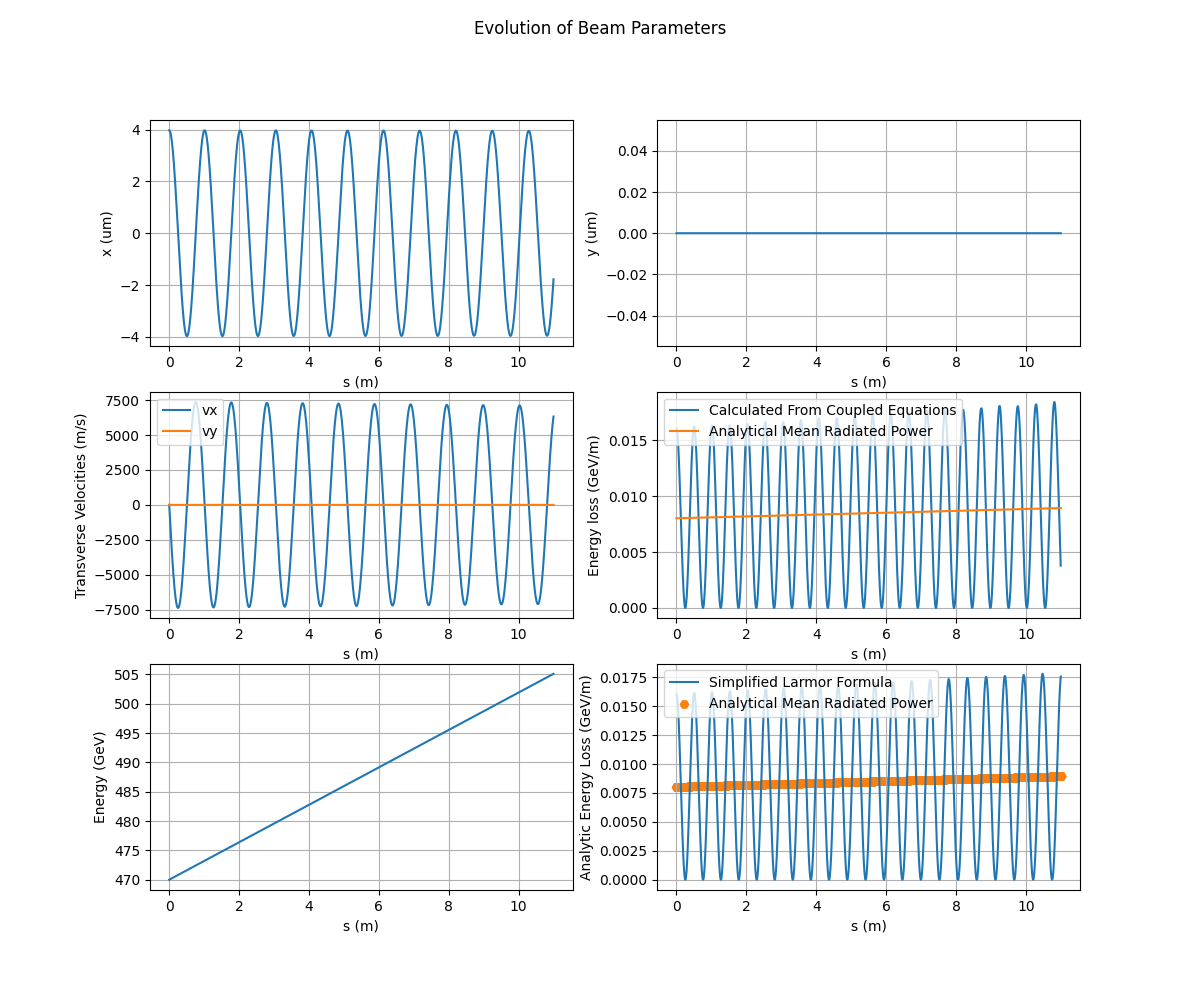 Evolution of Beam Parameters
4
2
0
−2
−4
x (um)
0 2 4 6 8 10
s (m)
0.04
0.02
0.00
−0.02
−0.04
y (um)
0 2 4 6 8 10
s (m)
7500
5000
2500
0
−2500
−5000
−7500
Transverse Velocities (m/s)
vx
vy
0 2 4 6 8 10
s (m)
0.015
0.010
0.005
0.000
Energy loss (GeV/m)
Calculated From Coupled Equations
Analytical Mean Radiated Power
0 2 4 6 8 10
s (m)
505
500
495
490
485
480
475
470
Energy (GeV)
0 2 4 6 8 10
s (m)
0.0175
0.0150
0.0125
0.0100
0.0075
0.0050
0.0025
0.0000
Analytic Energy Loss (GeV/m)
Simplified Larmor Formula
Analytical Mean Radiated Power
0 2 4 6 8 10
s (m)